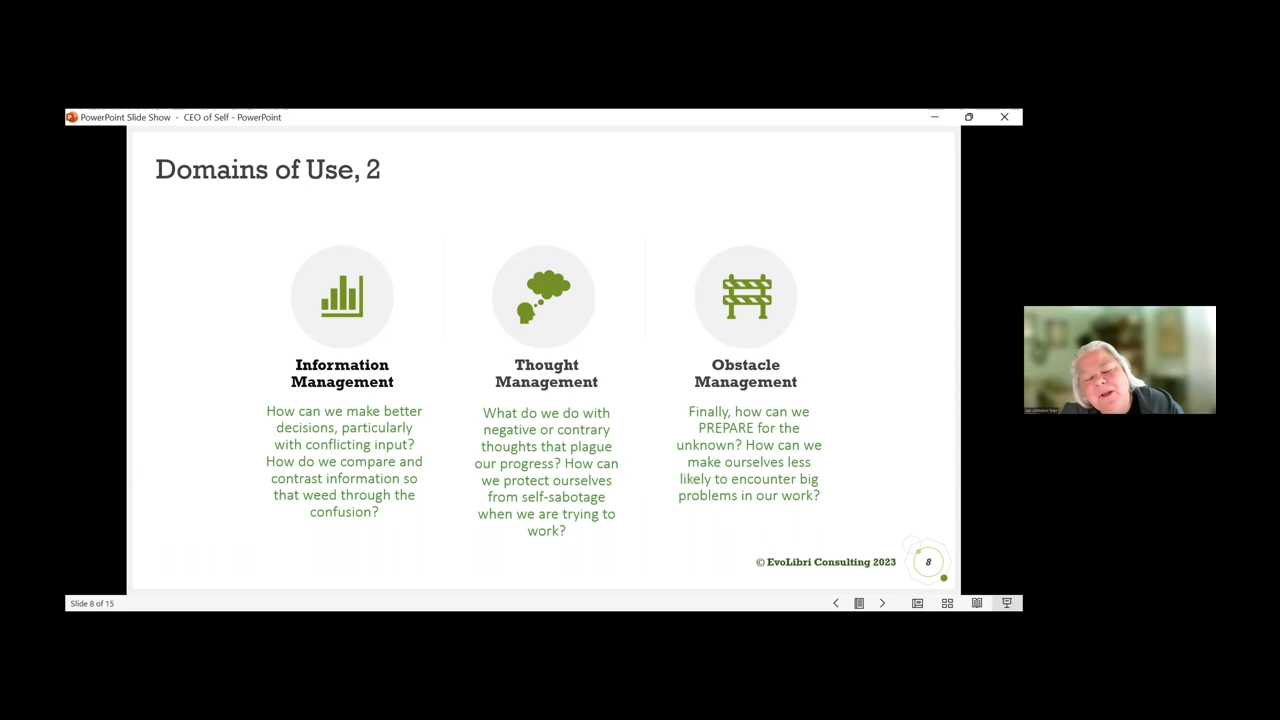 PowerPoint Slide Show - CEO of Self - PowerPoint
Domains of Use, 2
Information
Management
How can we make better
decisions, particularly
with conflicting input?
How do we compare and
contrast information so
that weed through the
confusion?
Thought
Management
What do we do with
negative or contrary
thoughts that plague
our progress? How can
we protect ourselves
from self-sabotage
when we are trying to
work?
Obstacle
Management
Finally, how can we
PREPARE for the
unknown? How can we
make ourselves less
likely to encounter big
problems in our work?
© EvoLibri Consulting 2023
8
Slide 8 of 15